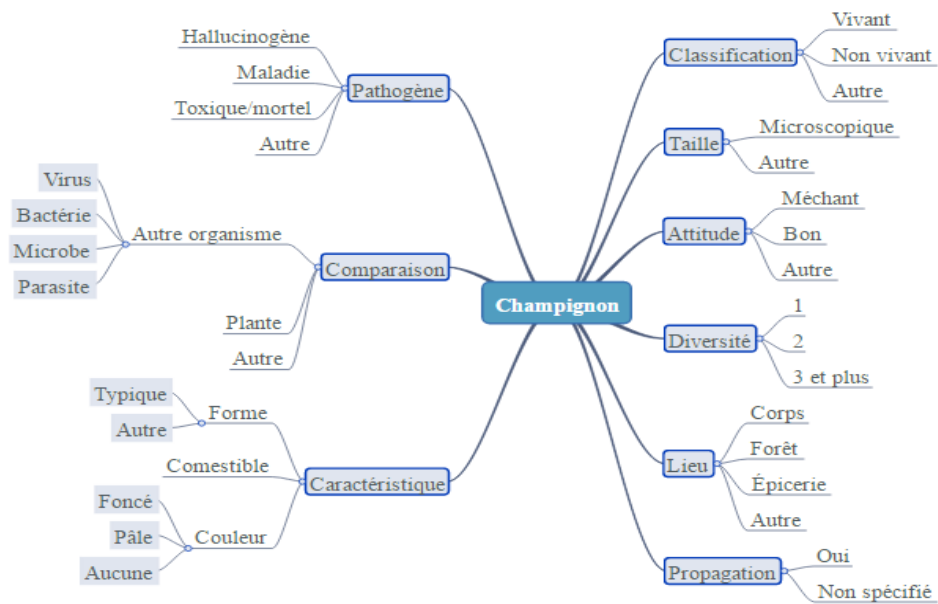 Champignon
Pathogène
Hallucinogène
Maladie
Toxique/mortel
Autre
Comparaison
Autre organisme
Virus
Bactérie
Microbe
Parasite
Plante
Autre
Caractéristique
Forme
Typique
Autre
Comestible
Couleur
Foncé
Pâle
Aucune
Classification
Vivant
Non vivant
Autre
Taille
Microscopique
Autre
Attitude
Méchant
Bon
Autre
Diversité
1
2
3 et plus
Lieu
Corps
Forêt
Épicerie
Autre
Propagation
Oui
Non spécifié